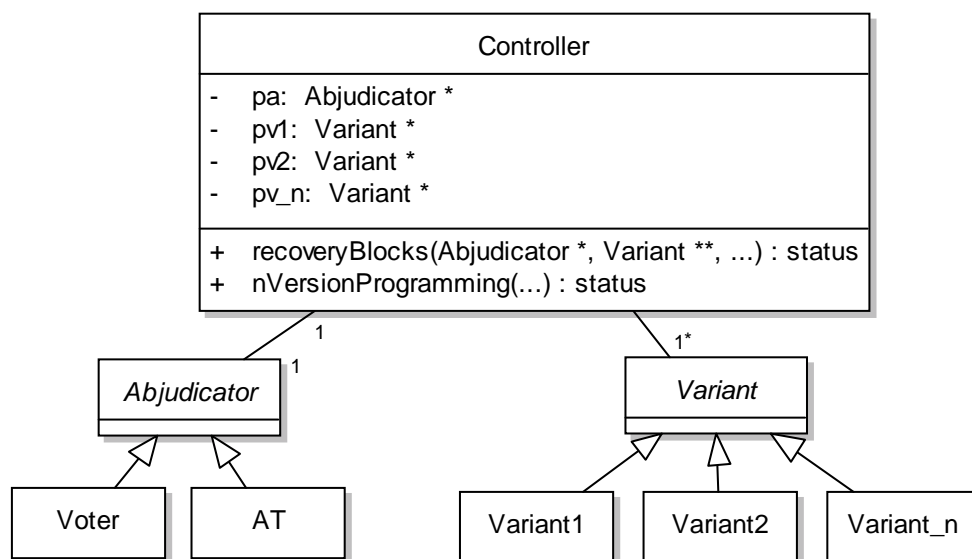 Controller
- pa: Abjudicator *
- pv1: Variant *
- pv2: Variant *
- pv_n: Variant *
+ recoveryBlocks(Abjudicator *, Variant **, ...) : status
+ nVersionProgramming(...) : status
1
1
1*
Abjudicator
Variant
Voter
AT
Variant1
Variant2
Variant_n